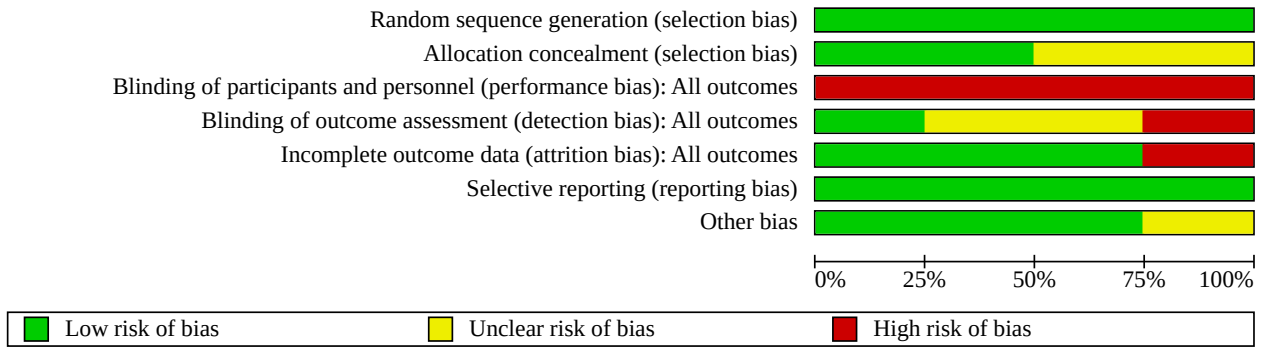 Random sequence generation (selection bias)
Allocation concealment (selection bias)
Blinding of participants and personnel (performance bias): All outcomes
Blinding of outcome assessment (detection bias): All outcomes
Incomplete outcome data (attrition bias): All outcomes
Selective reporting (reporting bias)
Other bias
0% 25% 50% 75% 100%
Low risk of bias Unclear risk of bias High risk of bias